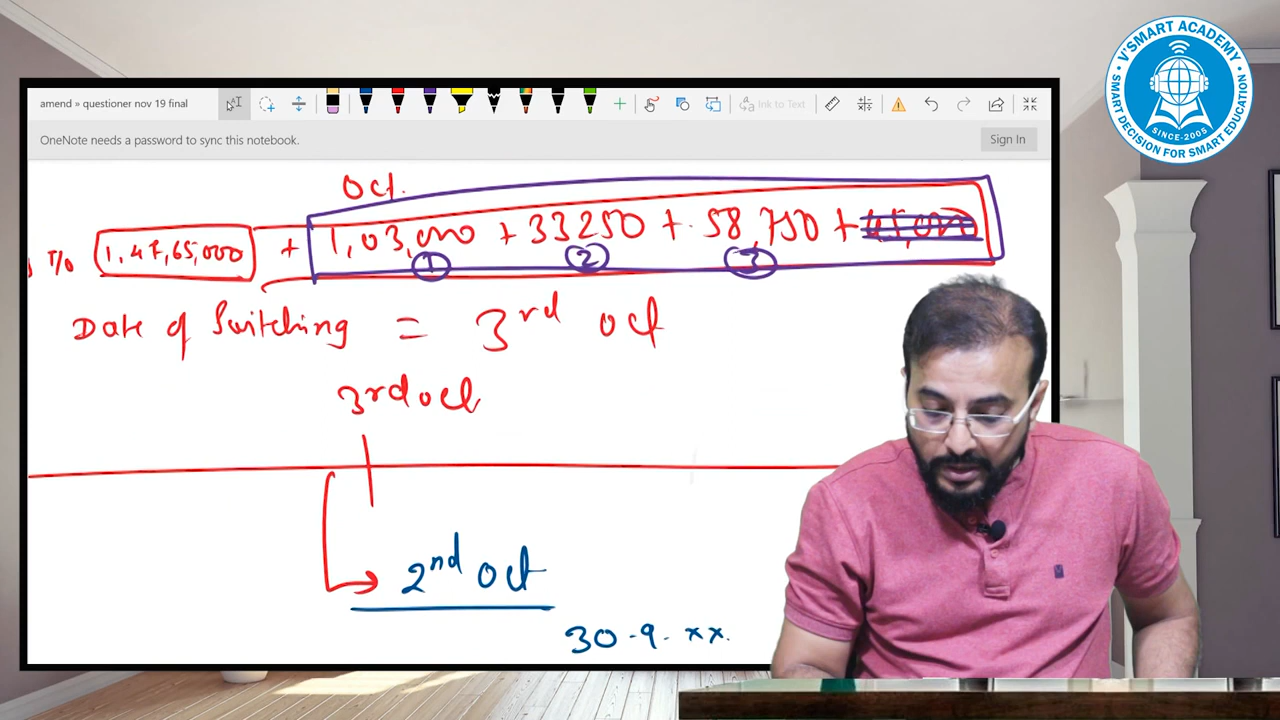 V'SMART ACADEMY
SINCE-2005
SMART DECISION FOR SMART EDUCATION
amend » questioner nov 19 final
Ink to Text
OneNote needs a password to sync this notebook.
Sign In
Oct.
T/o 1,47,65,000 + 1,03,000 + 33250 + 58,750 +
1 2 3
Date of Switching = 3rd oct
3rd oct
2nd oct
30.9.xx.